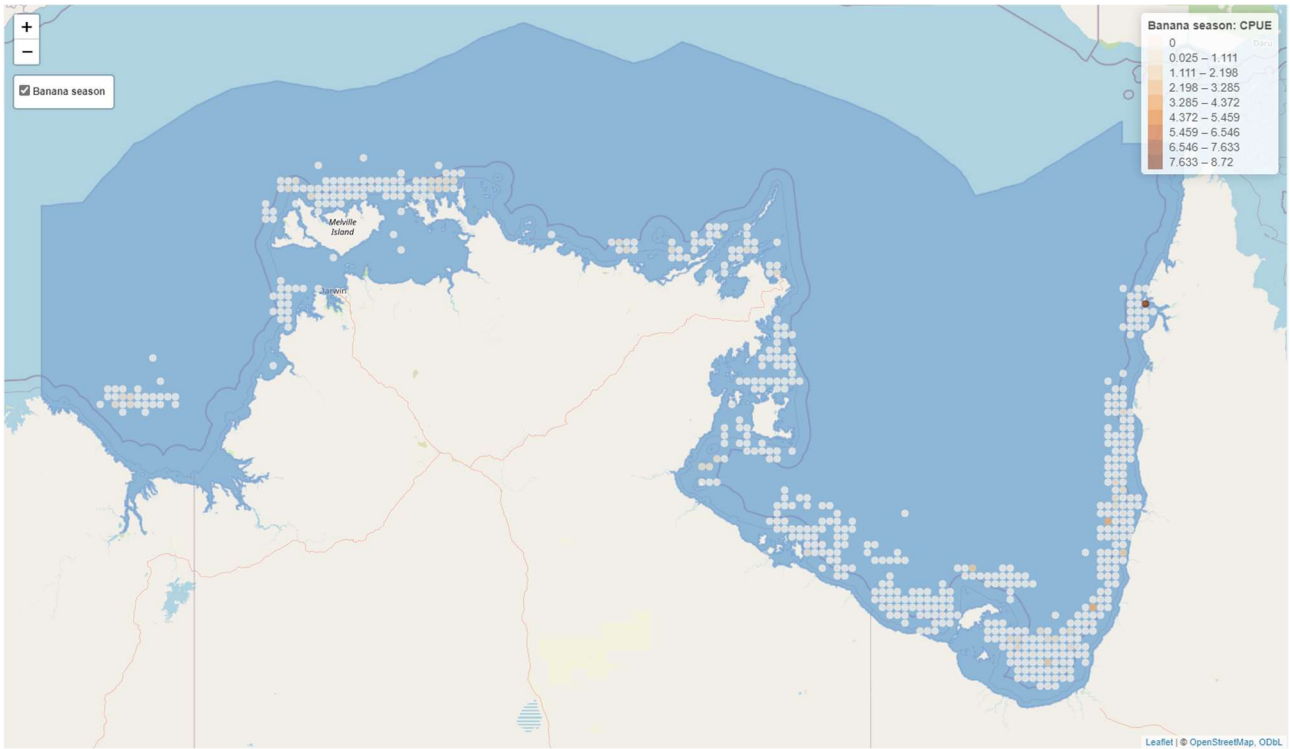 +
−
Banana season
Banana season: CPUE
0
0.025 – 1.111
1.111 – 2.198
2.198 – 3.285
3.285 – 4.372
4.372 – 5.459
5.459 – 6.546
6.546 – 7.633
7.633 – 8.72
Daru
Melville
Island
Darwin
Leaflet | © OpenStreetMap, ODbL